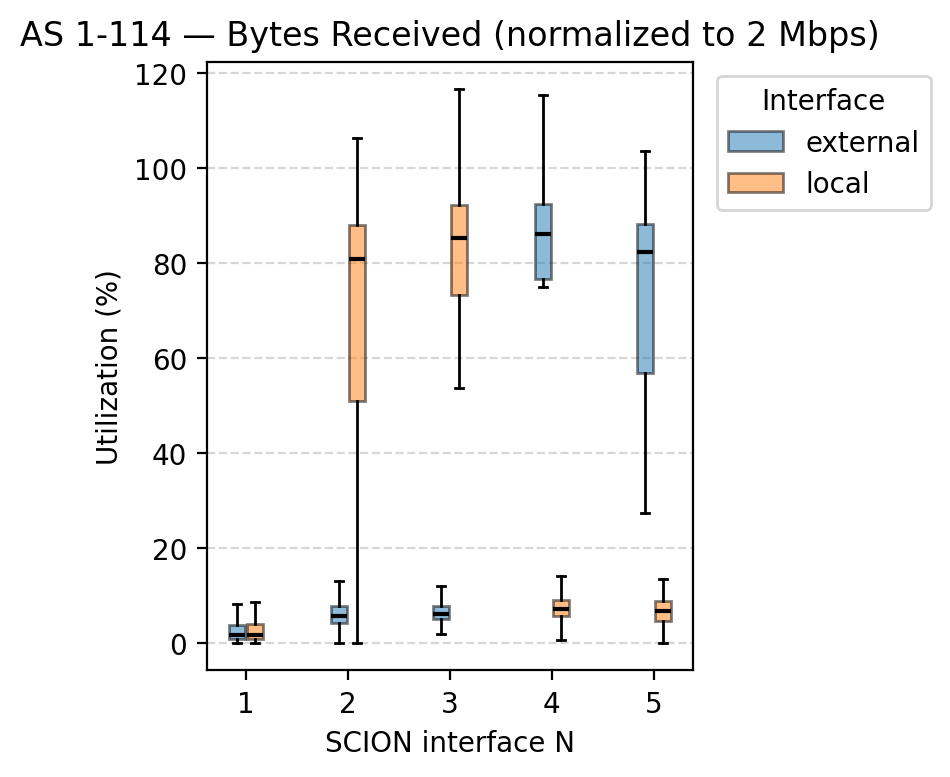 AS 1-114 — Bytes Received (normalized to 2 Mbps)
120
100
80
60
40
20
0
Utilization (%)
1 2 3 4 5
SCION interface N
Interface
external
local